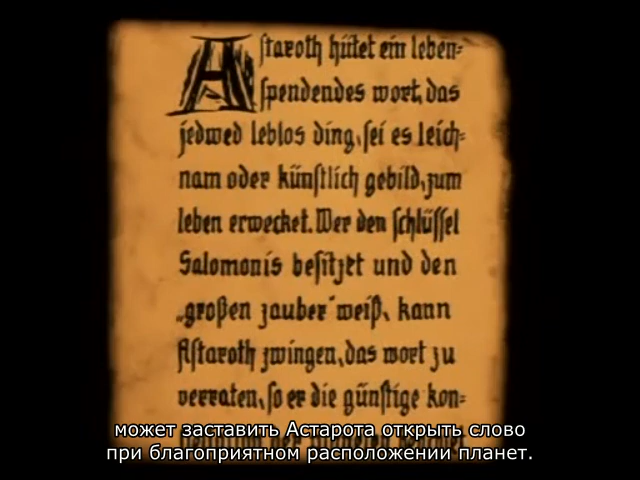 Astaroth hütet ein leben=
spendendes wort, das
jedwed leblos ding, sei es leich=
nam oder künstlich gebild, zum
leben erwecket. Wer den schlüssel
Salomonis besitzet und den
„großen zauber" weiß, kann
Astaroth zwingen, das wort zu
verraten, so er die günstige kon=
может заставить Астарота открыть слово
при благоприятном расположении планет.